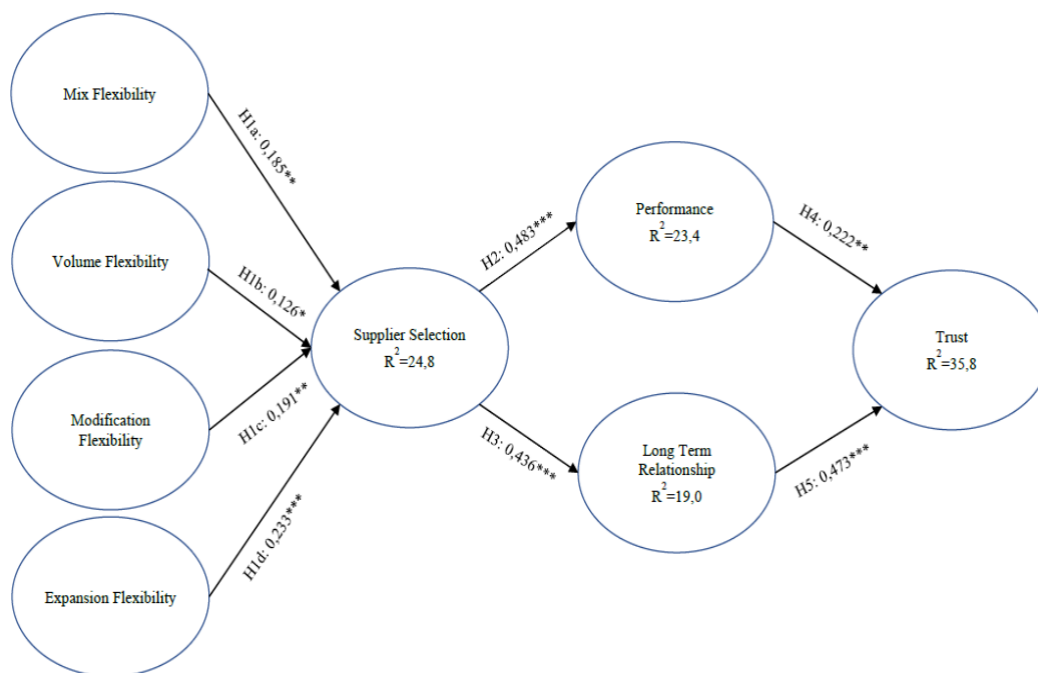 Mix Flexibility
H1a: 0,185**
Volume Flexibility
H1b: 0,126*
Modification
Flexibility
H1c: 0,191**
Expansion Flexibility
H1d: 0,233***
Supplier Selection
R²=24,8
H2: 0,483***
H3: 0,436***
Performance
R²=23,4
Long Term
Relationship
R²=19,0
H4: 0,222**
H5: 0,473***
Trust
R²=35,8